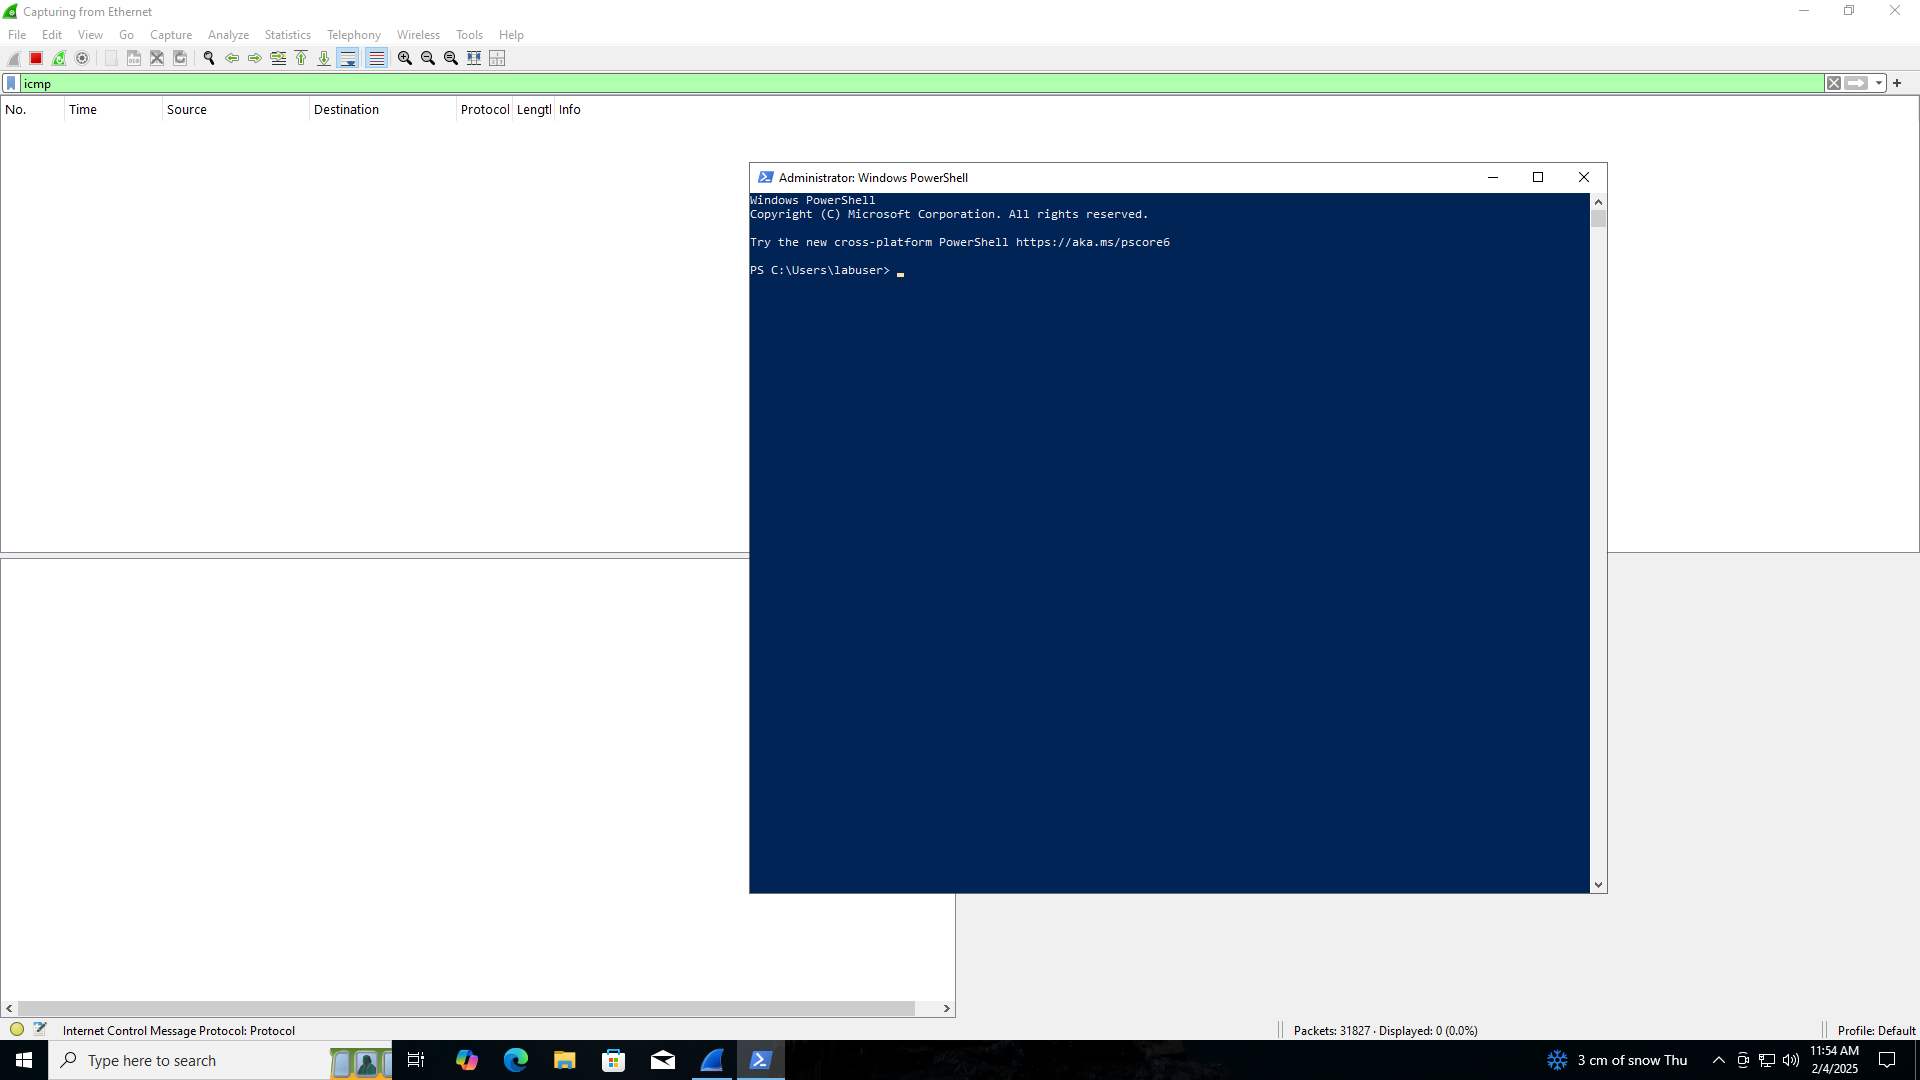 Capturing from Ethernet
File Edit View Go Capture Analyze Statistics Telephony Wireless Tools Help
icmp
No. Time Source Destination Protocol Lengtl Info
Administrator: Windows PowerShell
Windows PowerShell
Copyright (C) Microsoft Corporation. All rights reserved.
Try the new cross-platform PowerShell https://aka.ms/pscore6
PS C:\Users\labuser>
Internet Control Message Protocol: Protocol
Packets: 31827 · Displayed: 0 (0.0%)
Profile: Default
Type here to search
3 cm of snow Thu
11:54 AM
2/4/2025